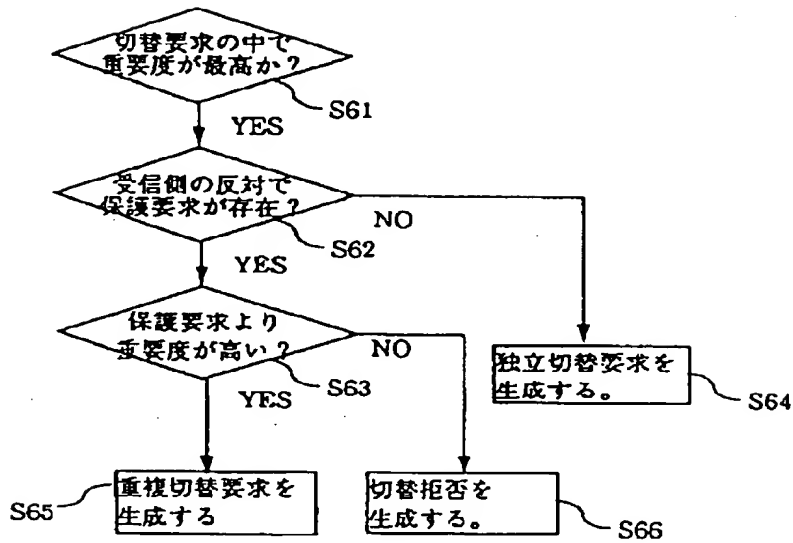 切替要求の中で
重要度が最高か？
S61
YES
受信側の反対で
保護要求が存在？
NO
S62
YES
保護要求より
重要度が高い？
NO
S63
YES
独立切替要求を
生成する。
S64
重複切替要求を
生成する
S65
切替拒否を
生成する。
S66